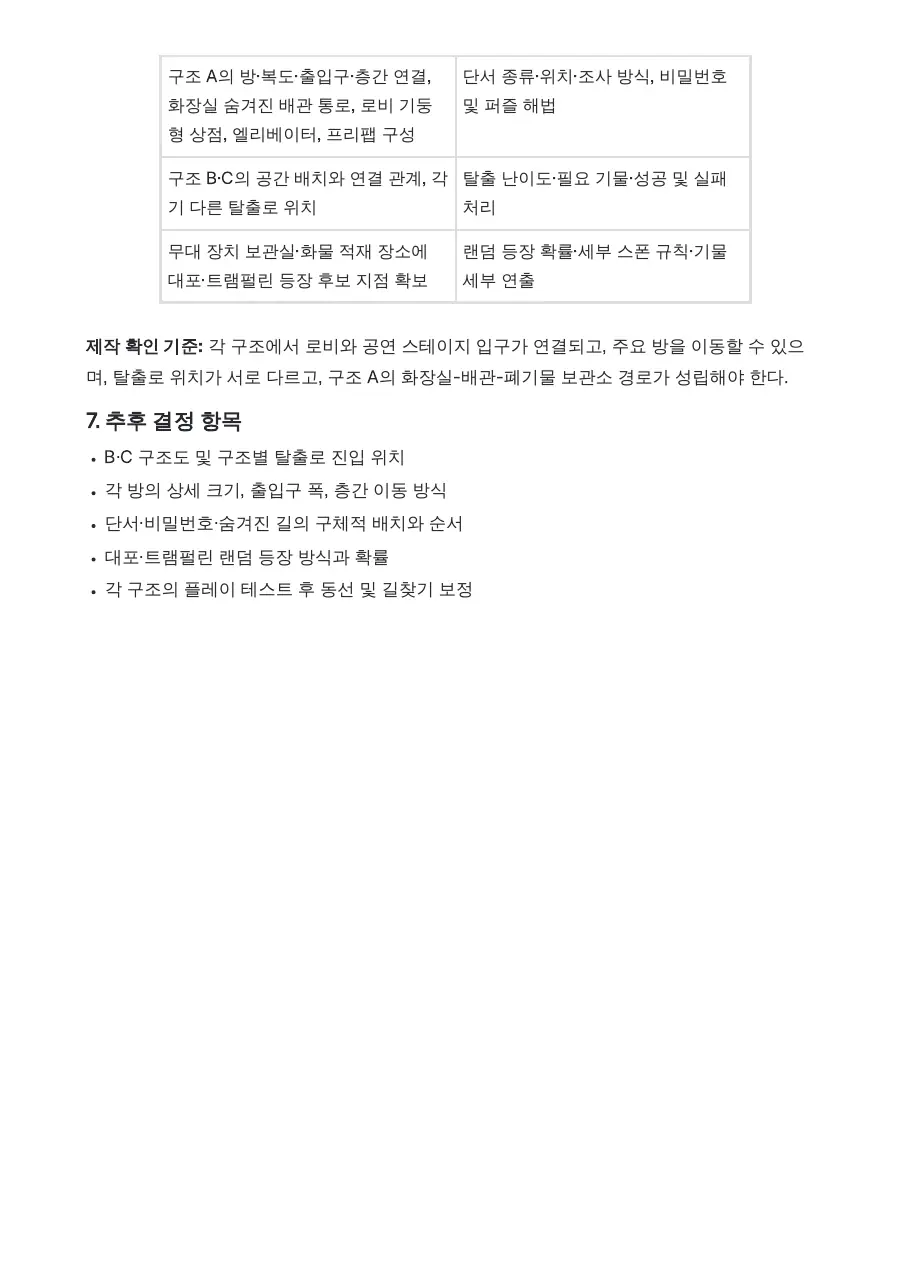 구조 A의 방·복도·출입구·층간 연결,
화장실 숨겨진 배관 통로, 로비 기둥
형 상점, 엘리베이터, 프리팹 구성
단서 종류·위치·조사 방식, 비밀번호
및 퍼즐 해법
구조 B·C의 공간 배치와 연결 관계, 각
기 다른 탈출로 위치
탈출 난이도·필요 기물·성공 및 실패
처리
무대 장치 보관실·화물 적재 장소에
대포·트램펄린 등장 후보 지점 확보
랜덤 등장 확률·세부 스폰 규칙·기물
세부 연출
제작 확인 기준: 각 구조에서 로비와 공연 스테이지 입구가 연결되고, 주요 방을 이동할 수 있으
며, 탈출로 위치가 서로 다르고, 구조 A의 화장실-배관-폐기물 보관소 경로가 성립해야 한다.
7. 추후 결정 항목
• B·C 구조도 및 구조별 탈출로 진입 위치
• 각 방의 상세 크기, 출입구 폭, 층간 이동 방식
• 단서·비밀번호·숨겨진 길의 구체적 배치와 순서
• 대포·트램펄린 랜덤 등장 방식과 확률
• 각 구조의 플레이 테스트 후 동선 및 길찾기 보정